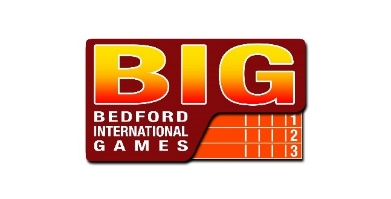 BIG
BEDFORD
INTERNATIONAL
GAMES
1
2
3